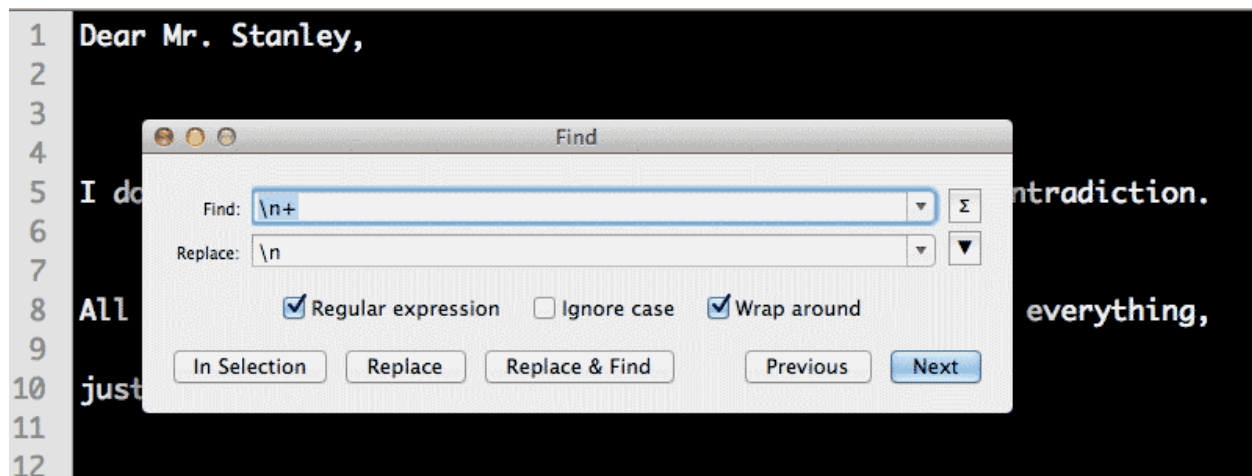 1 Dear Mr. Stanley,
2
3
Find
4
5 I do ntradiction.
Find: \n+ Σ
6
Replace: \n
7
Regular expression Ignore case Wrap around
8 All everything,
9
In Selection Replace Replace & Find Previous Next
10 just
11
12